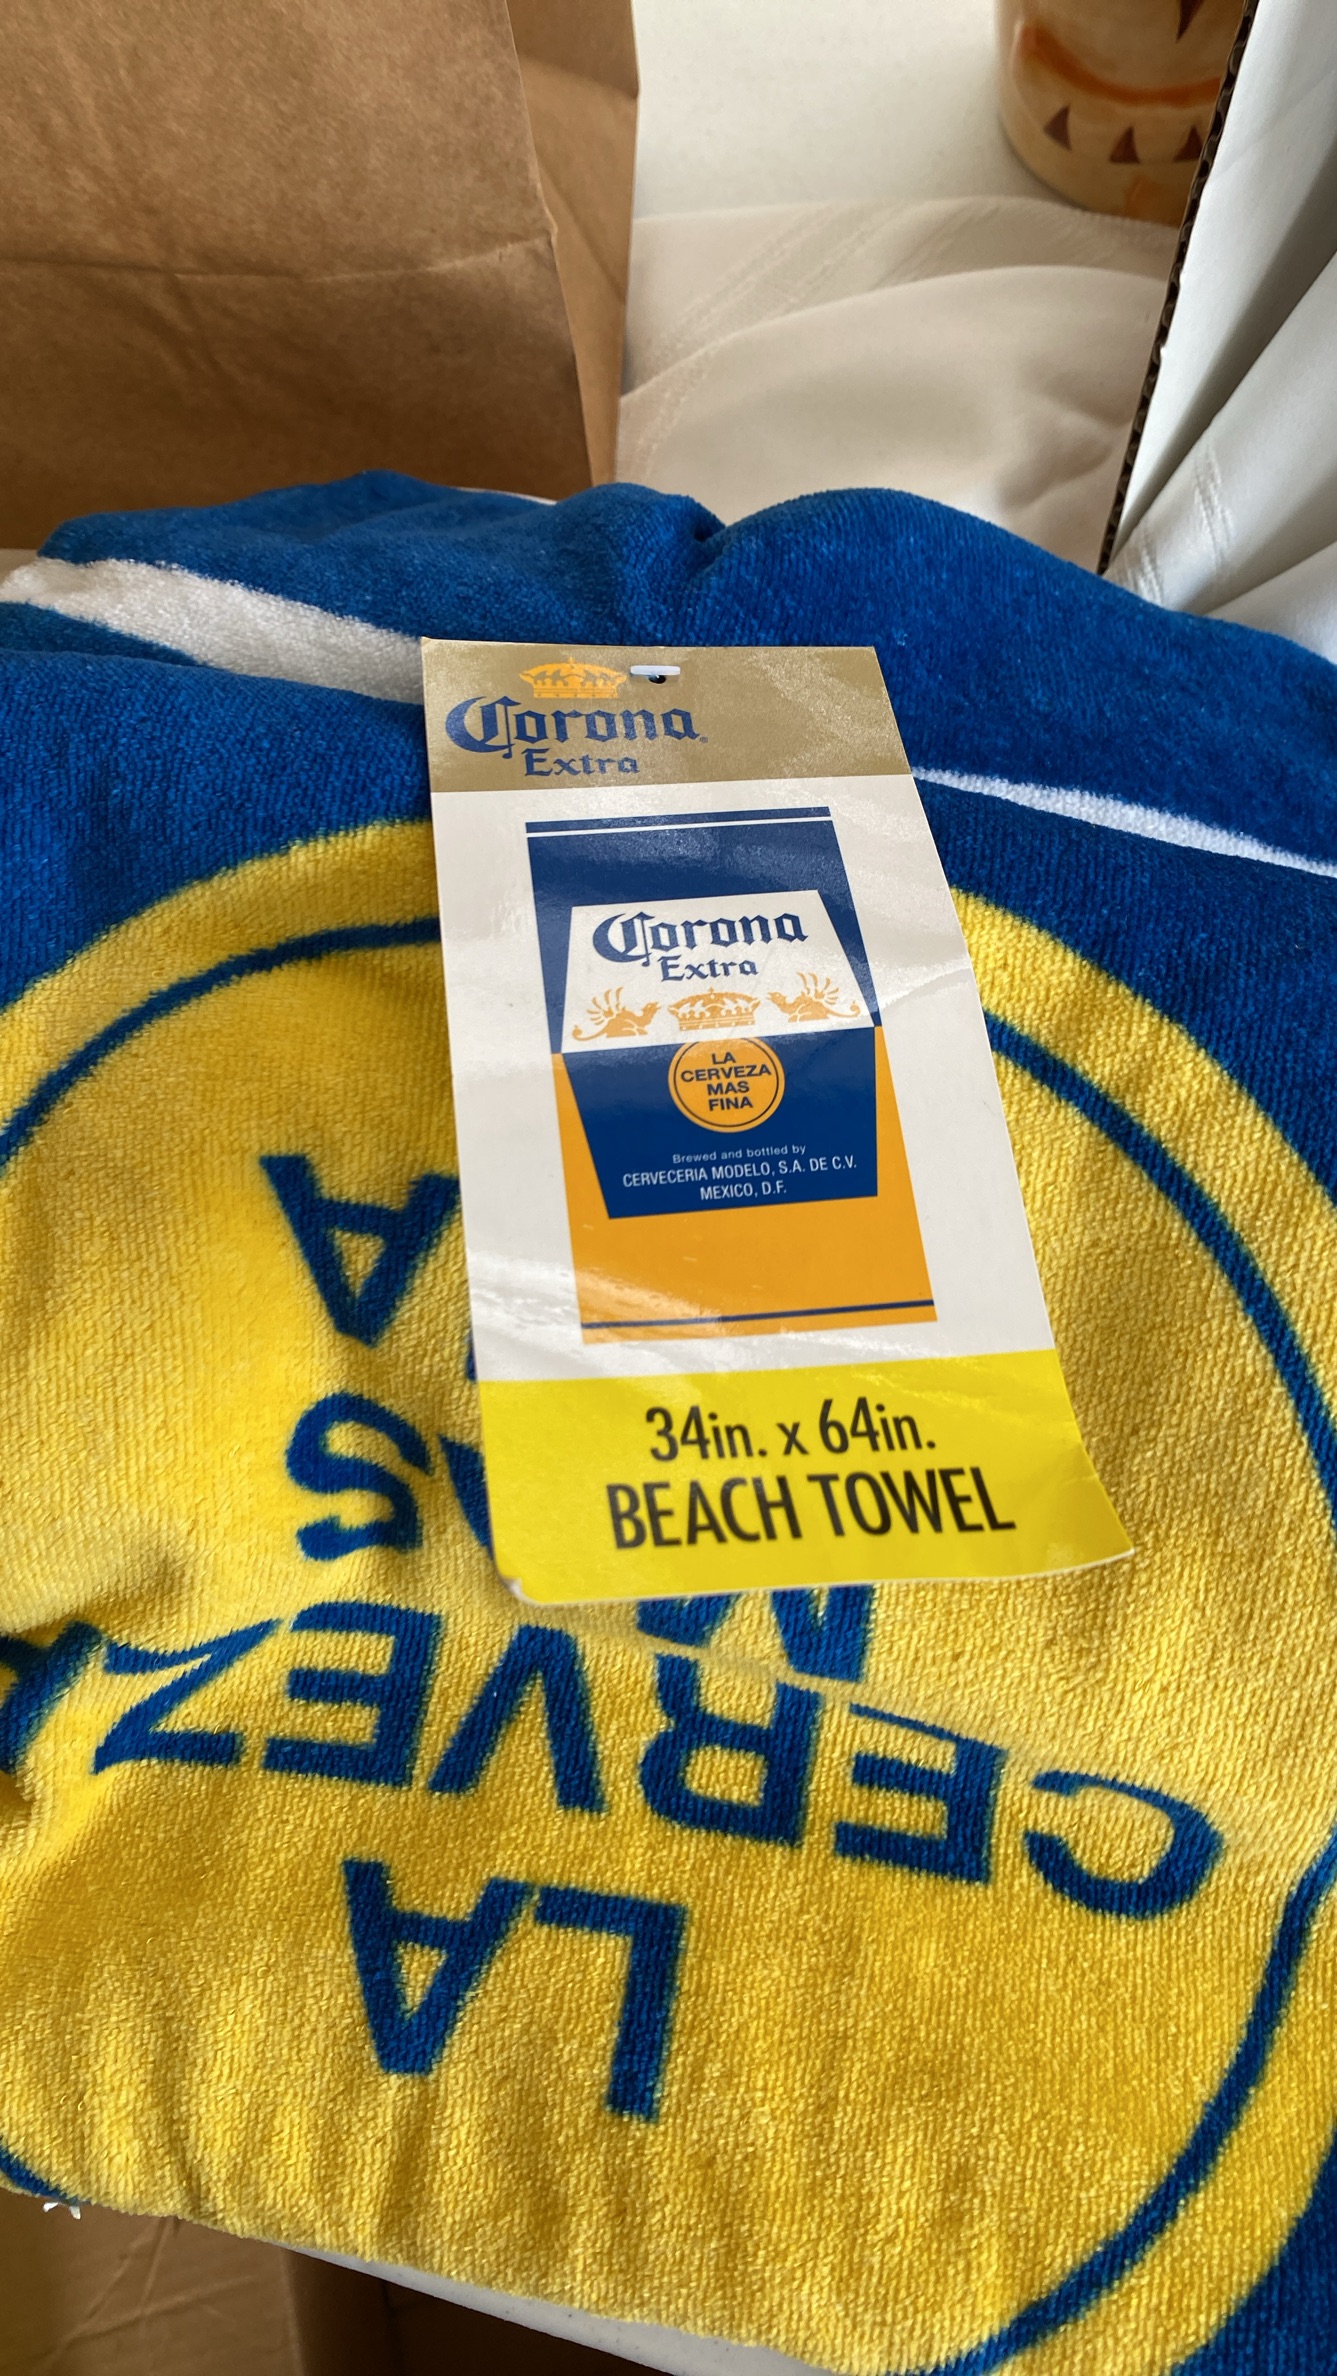 Corona
Extra
Corona
Extra
LA
CERVEZA
MAS
FINA
Brewed and bottled by
CERVECERIA MODELO, S.A. DE C.V.
MEXICO, D.F.
34in. x 64in.
BEACH TOWEL
LA
CERVEZA